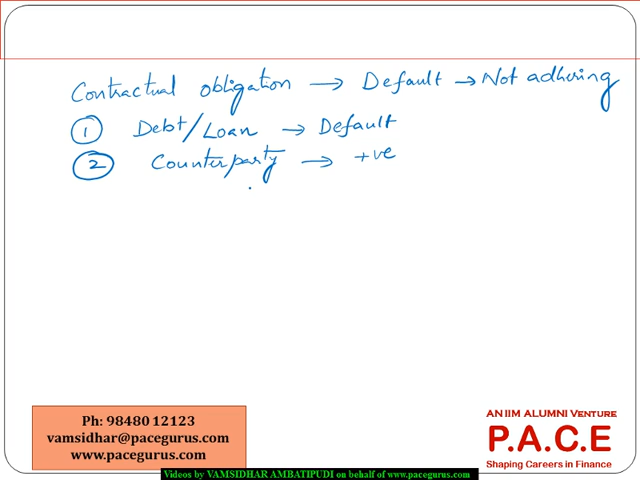 Contractual obligation → Default → Not adhering
① Debt/Loan → Default
② Counterparty → +ve
Ph: 98480 12123
vamsidhar@pacegurus.com
www.pacegurus.com
AN IIM ALUMNI VENTURE
P.A.C.E
Shaping Careers in Finance
Videos by VAMSIDHAR AMBATIPUDI on behalf of www.pacegurus.com